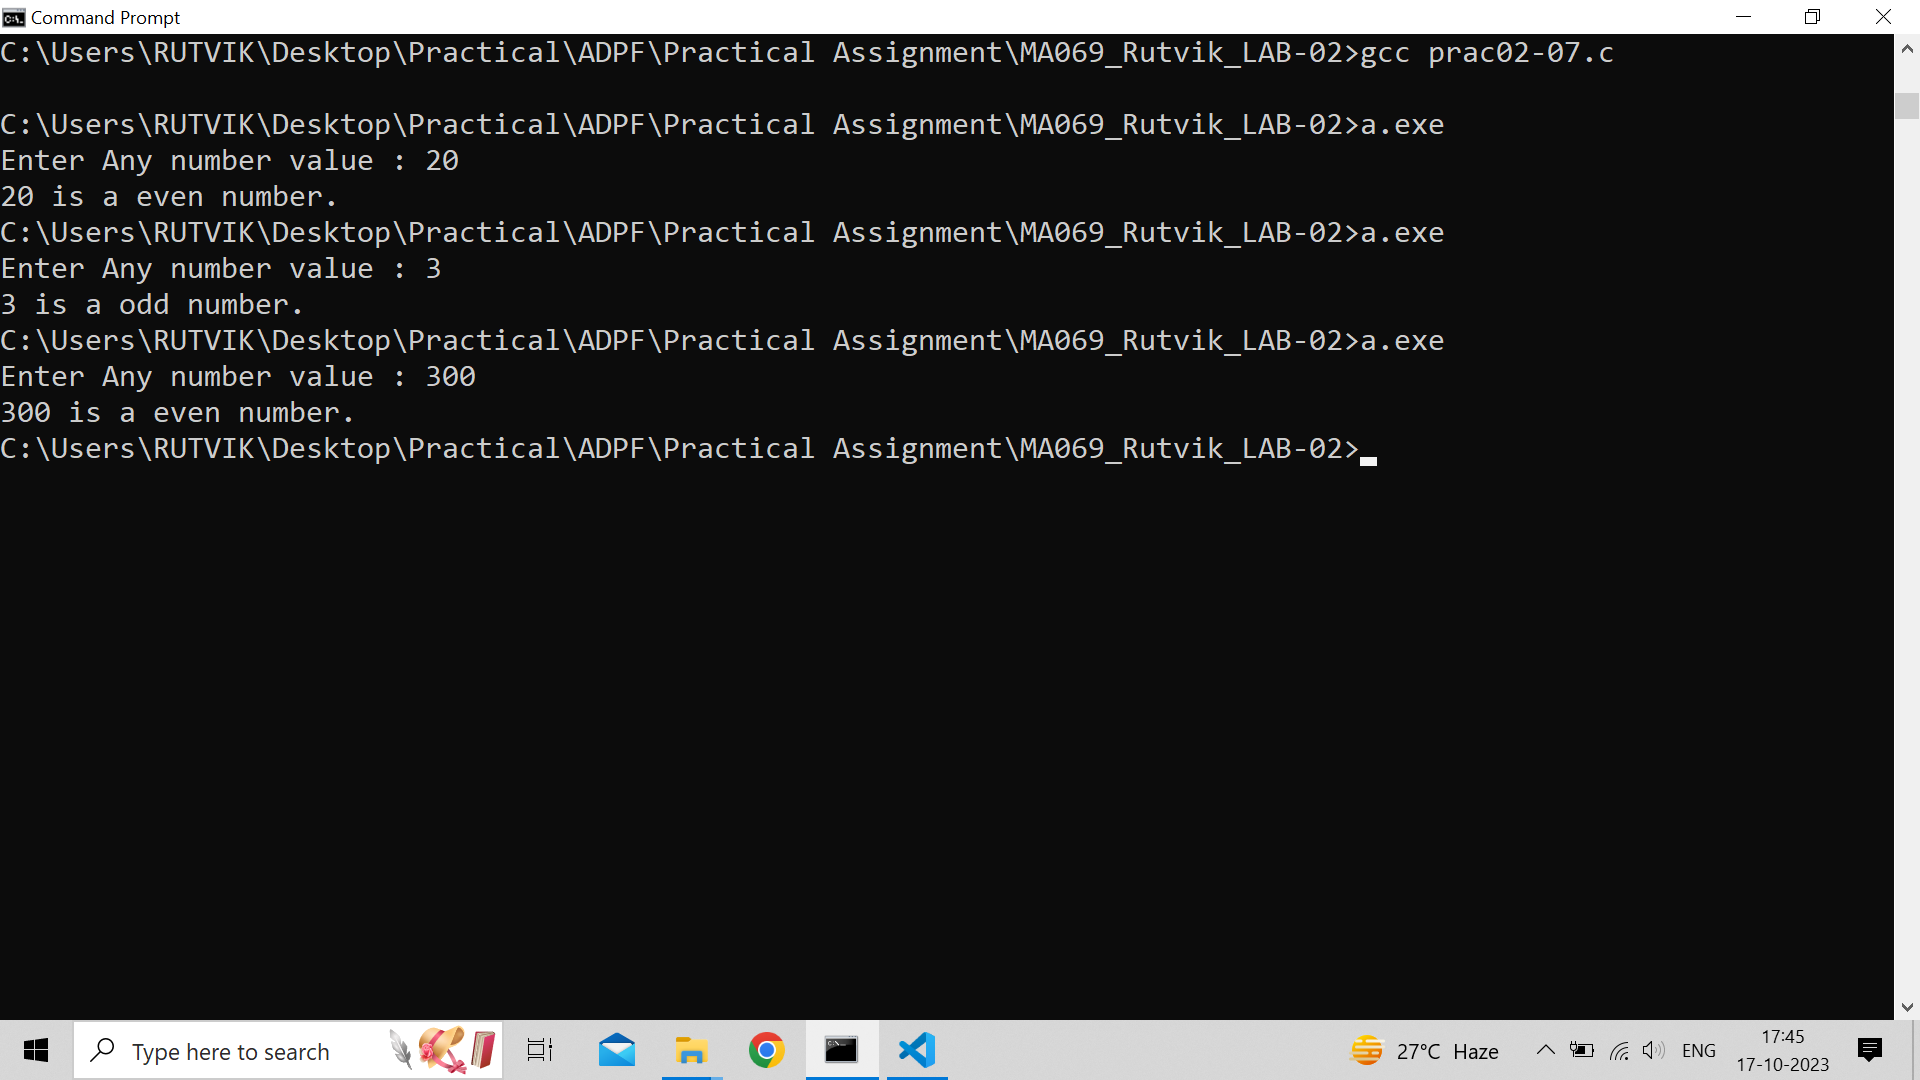 Command Prompt
C:\Users\RUTVIK\Desktop\Practical\ADPF\Practical Assignment\MA069_Rutvik_LAB-02>gcc prac02-07.c
C:\Users\RUTVIK\Desktop\Practical\ADPF\Practical Assignment\MA069_Rutvik_LAB-02>a.exe
Enter Any number value : 20
20 is a even number.
C:\Users\RUTVIK\Desktop\Practical\ADPF\Practical Assignment\MA069_Rutvik_LAB-02>a.exe
Enter Any number value : 3
3 is a odd number.
C:\Users\RUTVIK\Desktop\Practical\ADPF\Practical Assignment\MA069_Rutvik_LAB-02>a.exe
Enter Any number value : 300
300 is a even number.
C:\Users\RUTVIK\Desktop\Practical\ADPF\Practical Assignment\MA069_Rutvik_LAB-02>
Type here to search
27°C Haze
ENG
17:45
17-10-2023